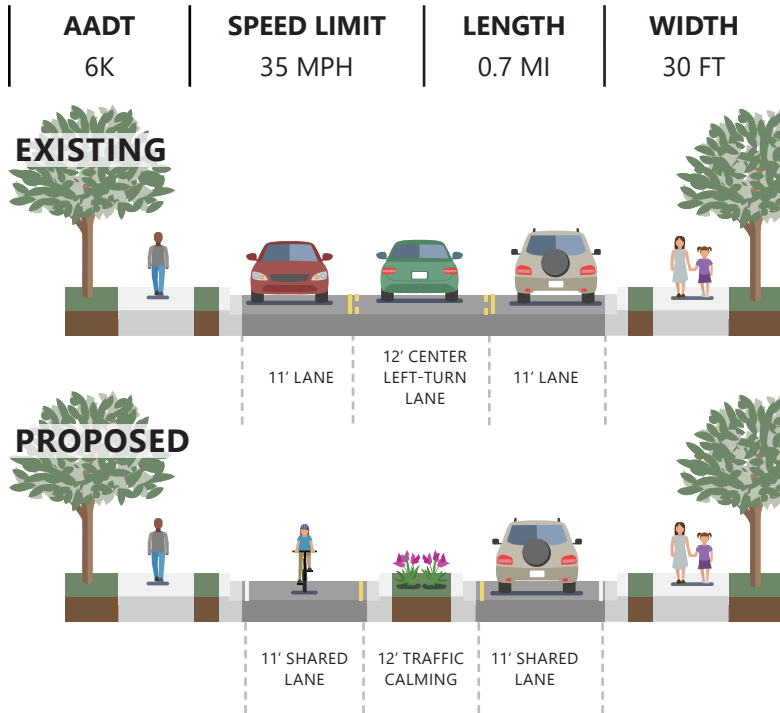 AADT
6K
SPEED LIMIT
35 MPH
LENGTH
0.7 MI
WIDTH
30 FT
EXISTING
11’ LANE
12’ CENTER
LEFT-TURN
LANE
11’ LANE
PROPOSED
11’ SHARED
LANE
12’ TRAFFIC
CALMING
11’ SHARED
LANE